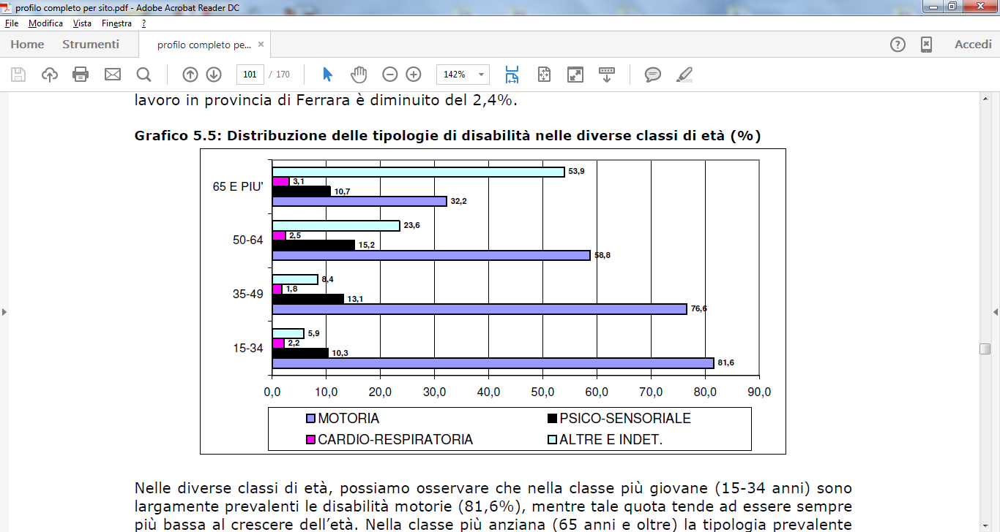 profilo completo per sito.pdf - Adobe Acrobat Reader DC
File Modifica Vista Finestra ?
Home Strumenti profilo completo pe... × ? Accedi
101 / 170 142%
lavoro in provincia di Ferrara è diminuito del 2,4%.
Grafico 5.5: Distribuzione delle tipologie di disabilità nelle diverse classi di età (%)
53,9
65 E PIU' 3,1
10,7
32,2
23,6
50-64 2,5
15,2
58,8
8,4
35-49 1,8
13,1
76,6
5,9
15-34 2,2
10,3
81,6
0,0 10,0 20,0 30,0 40,0 50,0 60,0 70,0 80,0 90,0
MOTORIA PSICO-SENSORIALE
CARDIO-RESPIRATORIA ALTRE E INDET.
Nelle diverse classi di età, possiamo osservare che nella classe più giovane (15-34 anni) sono
largamente prevalenti le disabilità motorie (81,6%), mentre tale quota tende ad essere sempre
più bassa al crescere dell'età. Nella classe più anziana (65 anni e oltre) la tipologia prevalente